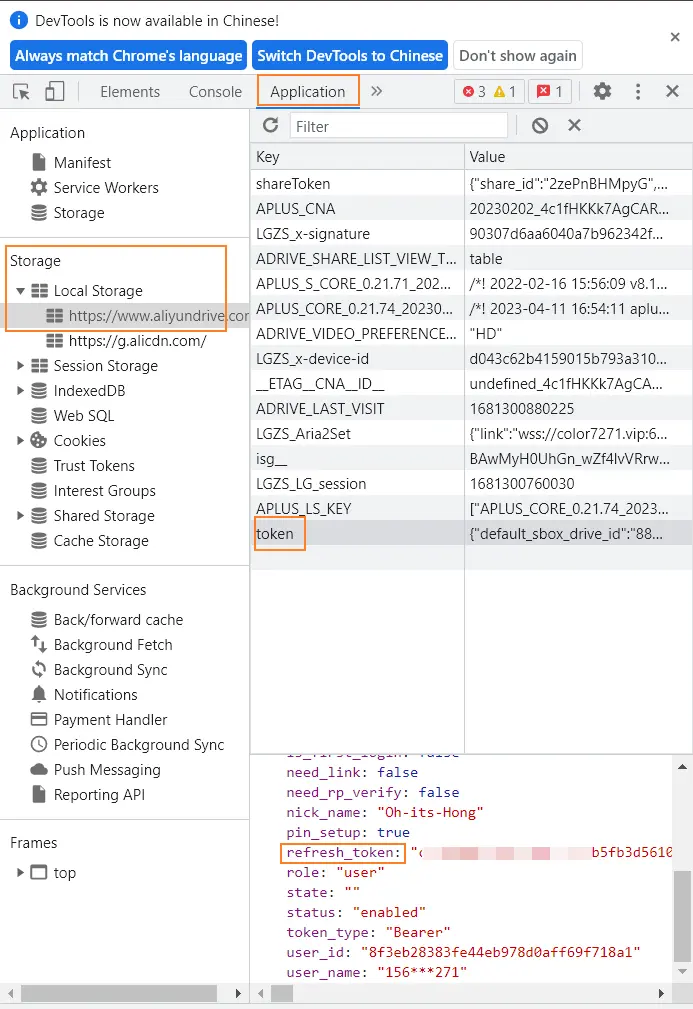 DevTools is now available in Chinese!
Always match Chrome's language Switch DevTools to Chinese Don't show again
Elements Console Application 3 1 1
Application
Manifest
Service Workers
Storage
Storage
Local Storage
https://www.aliyundrive.cor
https://g.alicdn.com/
Session Storage
IndexedDB
Web SQL
Cookies
Trust Tokens
Interest Groups
Shared Storage
Cache Storage
Background Services
Back/forward cache
Background Fetch
Background Sync
Notifications
Payment Handler
Periodic Background Sync
Push Messaging
Reporting API
Frames
top
Filter
Key Value
shareToken {"share_id":"2zePnBHMpyG",...
APLUS_CNA 20230202_4c1fHKKk7AgCAR...
LGZS_x-signature 90307d6aa6040a7b962342f...
ADRIVE_SHARE_LIST_VIEW_T... table
APLUS_S_CORE_0.21.71_202... /*! 2022-02-16 15:56:09 v8.1...
APLUS_CORE_0.21.74_20230... /*! 2023-04-11 16:54:11 aplu...
ADRIVE_VIDEO_PREFERENCE... "HD"
LGZS_x-device-id d043c62b4159015b793a310...
__ETAG__CNA__ID__ undefined_4c1fHKKk7AgCA...
ADRIVE_LAST_VISIT 1681300880225
LGZS_Aria2Set {"link":"wss://color7271.vip:6...
isg__ BAwMyH0UhGn_wZf4lvVRrw...
LGZS_LG_session 1681300760030
APLUS_LS_KEY ["APLUS_CORE_0.21.74_2023...
token {"default_sbox_drive_id":"88...
is_first_login: false
need_link: false
need_rp_verify: false
nick_name: "Oh-its-Hong"
pin_setup: true
refresh_token: "c b5fb3d5610
role: "user"
state: ""
status: "enabled"
token_type: "Bearer"
user_id: "8f3eb28383fe44eb978d0aff69f718a1"
user_name: "156***271"